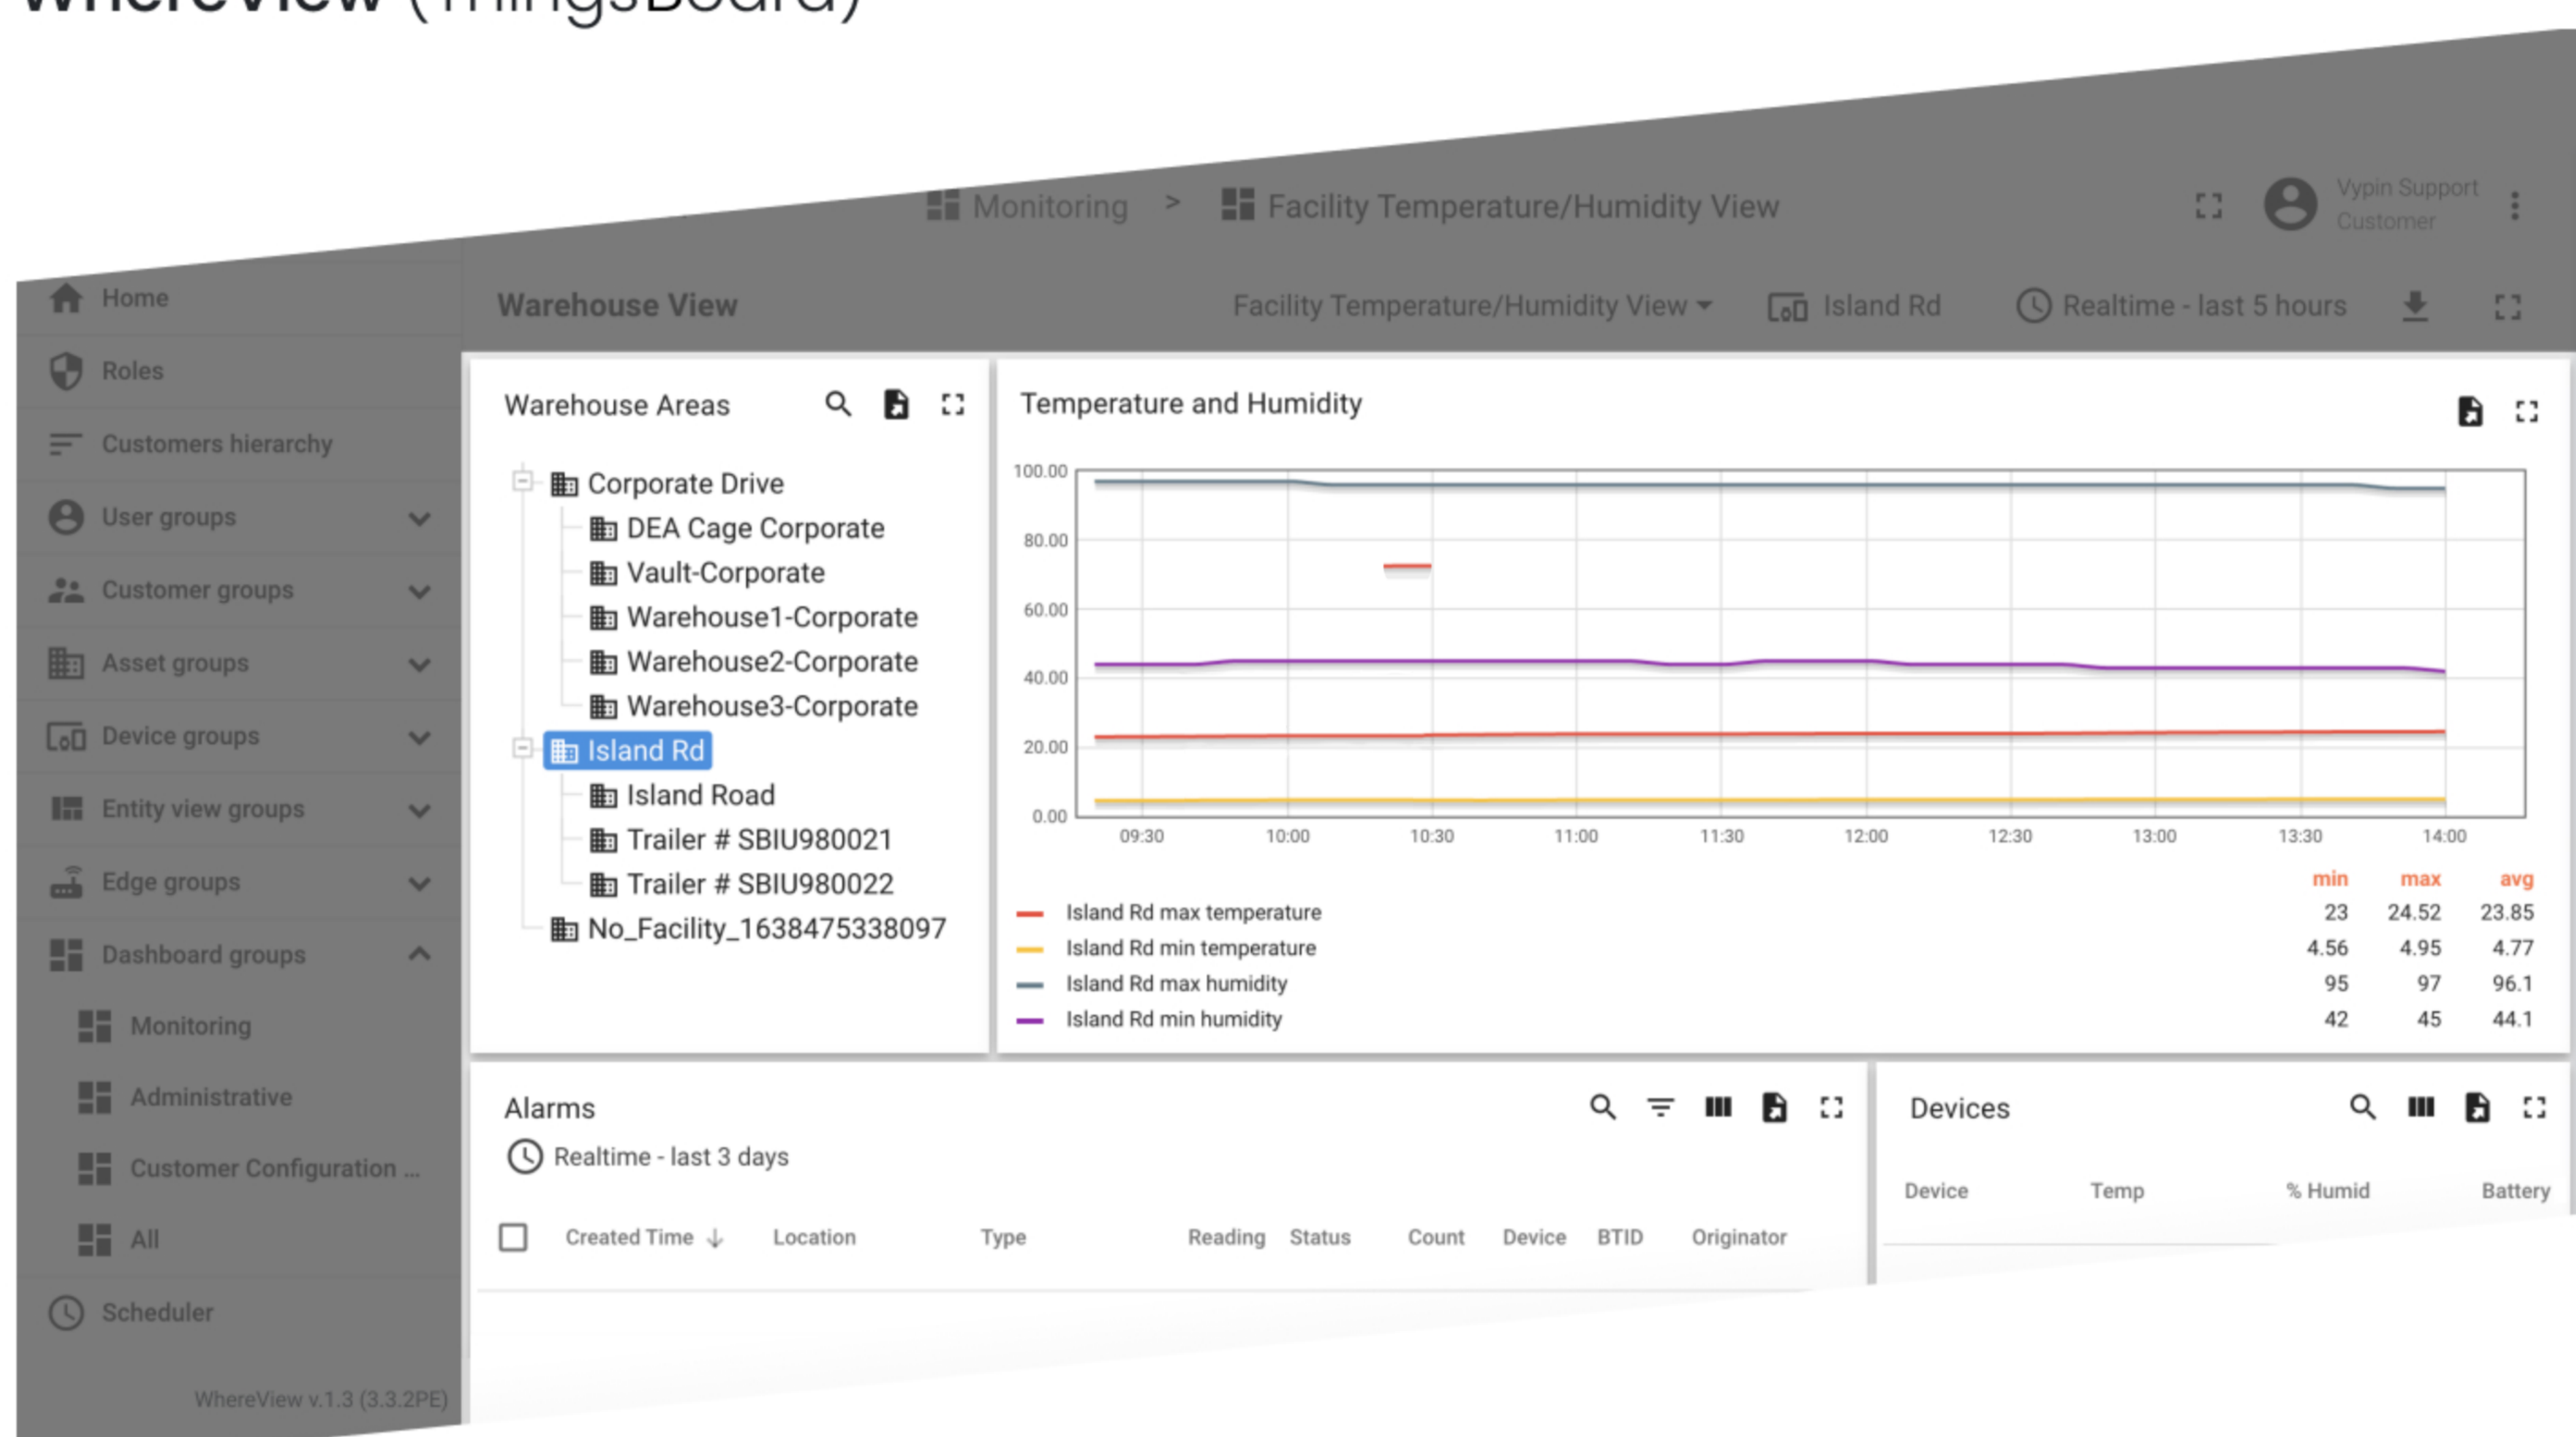 WhereView (ThingsBoard)
Monitoring > Facility Temperature/Humidity View
Vypin Support
Customer
Home
Roles
Customers hierarchy
User groups
Customer groups
Asset groups
Device groups
Entity view groups
Edge groups
Dashboard groups
Monitoring
Administrative
Customer Configuration ...
All
Scheduler
WhereView v.1.3 (3.3.2PE)
Warehouse View
Facility Temperature/Humidity View
Island Rd
Realtime - last 5 hours
Warehouse Areas
Corporate Drive
DEA Cage Corporate
Vault-Corporate
Warehouse1-Corporate
Warehouse2-Corporate
Warehouse3-Corporate
Island Rd
Island Road
Trailer # SBIU980021
Trailer # SBIU980022
No_Facility_1638475338097
Temperature and Humidity
100.00
80.00
60.00
40.00
20.00
0.00
09:30 10:00 10:30 11:00 11:30 12:00 12:30 13:00 13:30 14:00
min max avg
Island Rd max temperature 23 24.52 23.85
Island Rd min temperature 4.56 4.95 4.77
Island Rd max humidity 95 97 96.1
Island Rd min humidity 42 45 44.1
Alarms
Realtime - last 3 days
Created Time Location Type Reading Status Count Device BTID Originator
Devices
Device Temp % Humid Battery